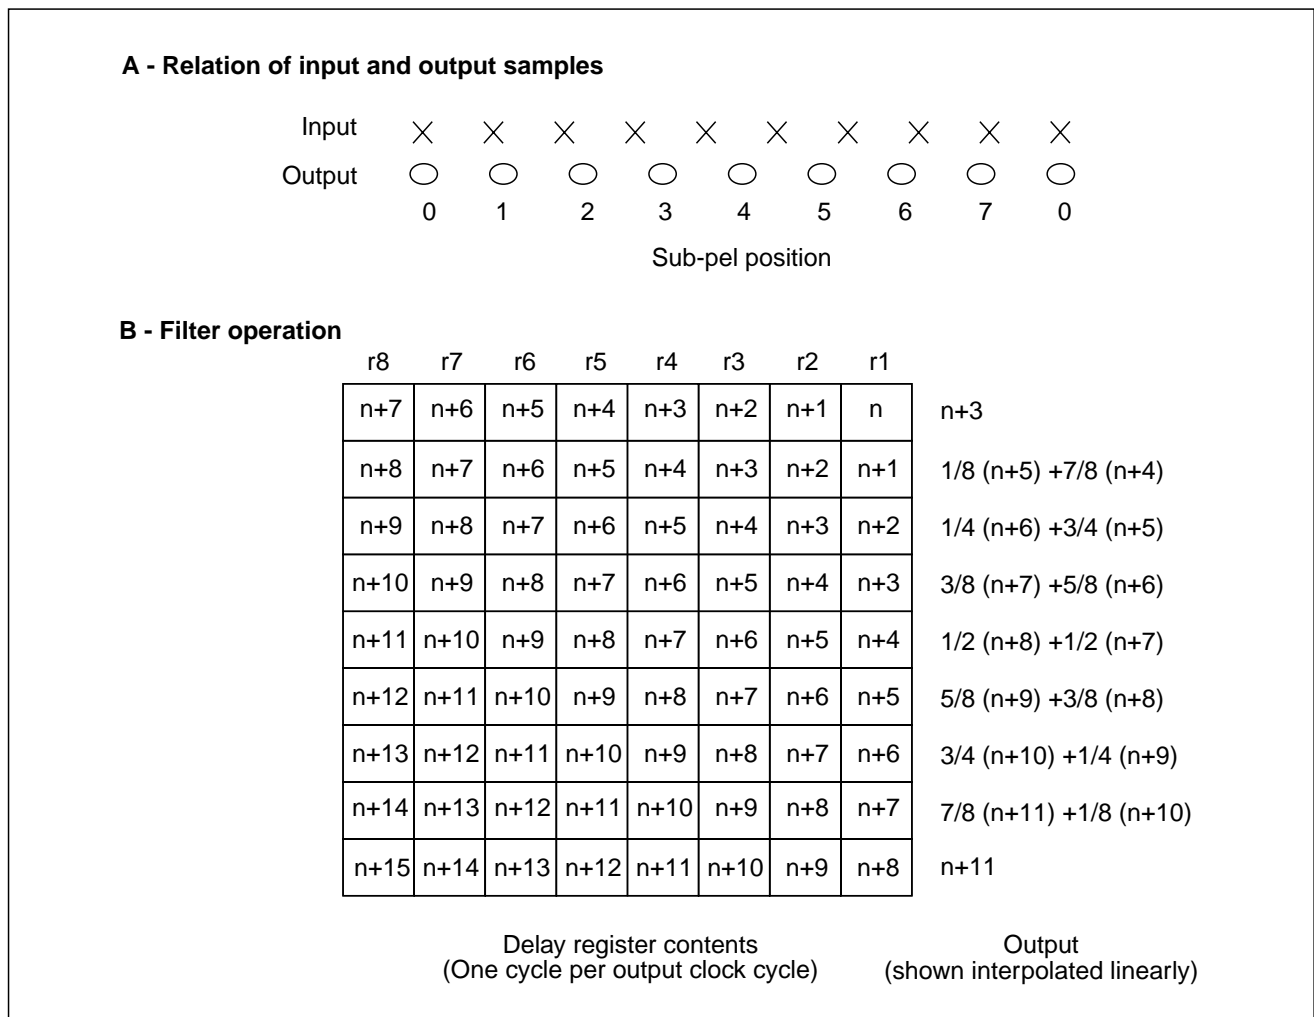 A - Relation of input and output samples
Input
Output
0 1 2 3 4 5 6 7 0
Sub-pel position
B - Filter operation
r8 r7 r6 r5 r4 r3 r2 r1
n+7 n+6 n+5 n+4 n+3 n+2 n+1 n n+3
n+8 n+7 n+6 n+5 n+4 n+3 n+2 n+1 1/8 (n+5) +7/8 (n+4)
n+9 n+8 n+7 n+6 n+5 n+4 n+3 n+2 1/4 (n+6) +3/4 (n+5)
n+10 n+9 n+8 n+7 n+6 n+5 n+4 n+3 3/8 (n+7) +5/8 (n+6)
n+11 n+10 n+9 n+8 n+7 n+6 n+5 n+4 1/2 (n+8) +1/2 (n+7)
n+12 n+11 n+10 n+9 n+8 n+7 n+6 n+5 5/8 (n+9) +3/8 (n+8)
n+13 n+12 n+11 n+10 n+9 n+8 n+7 n+6 3/4 (n+10) +1/4 (n+9)
n+14 n+13 n+12 n+11 n+10 n+9 n+8 n+7 7/8 (n+11) +1/8 (n+10)
n+15 n+14 n+13 n+12 n+11 n+10 n+9 n+8 n+11
Delay register contents
(One cycle per output clock cycle)
Output
(shown interpolated linearly)